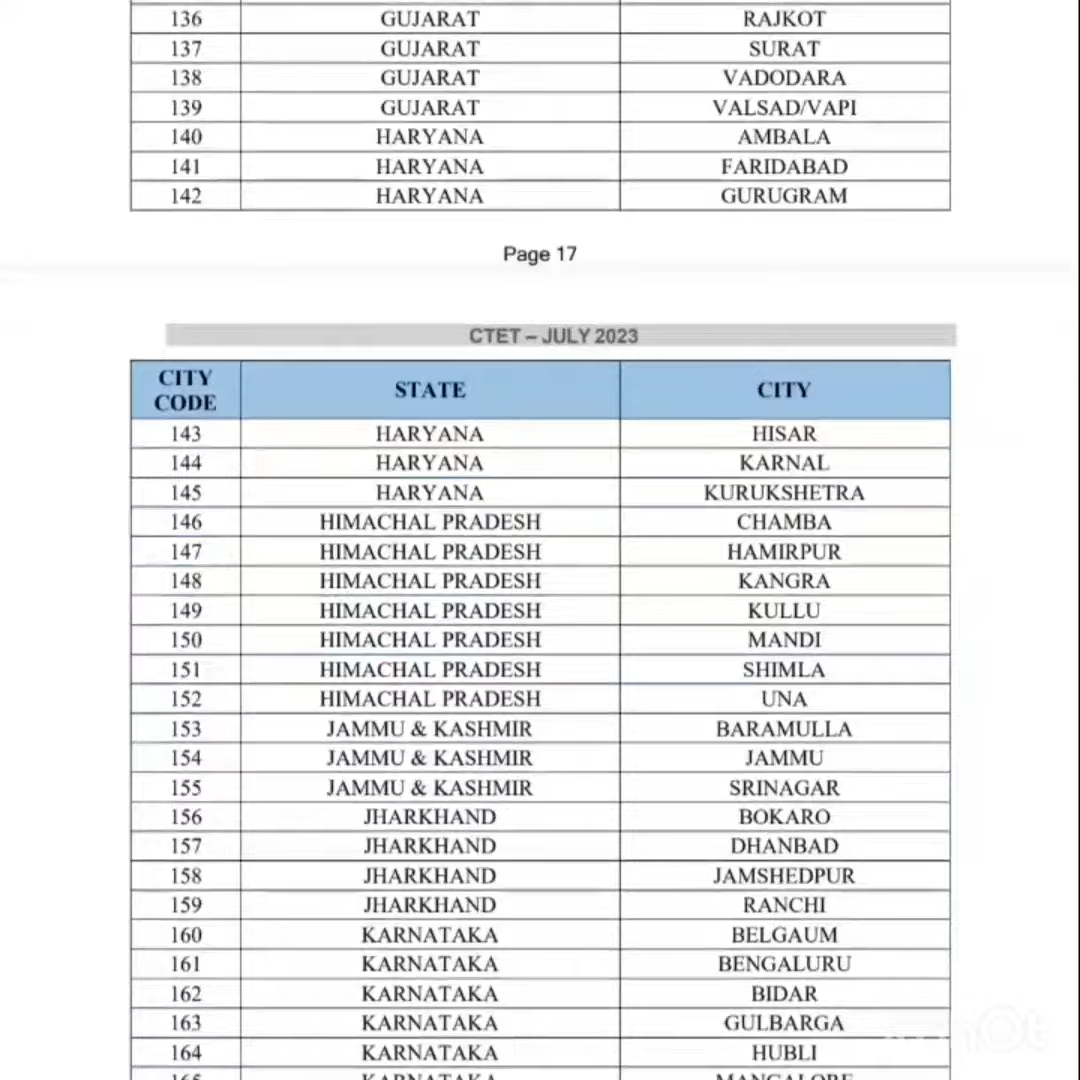 136 GUJARAT RAJKOT
137 GUJARAT SURAT
138 GUJARAT VADODARA
139 GUJARAT VALSAD/VAPI
140 HARYANA AMBALA
141 HARYANA FARIDABAD
142 HARYANA GURUGRAM
Page 17
CTET – JULY 2023
CITY CODE STATE CITY
143 HARYANA HISAR
144 HARYANA KARNAL
145 HARYANA KURUKSHETRA
146 HIMACHAL PRADESH CHAMBA
147 HIMACHAL PRADESH HAMIRPUR
148 HIMACHAL PRADESH KANGRA
149 HIMACHAL PRADESH KULLU
150 HIMACHAL PRADESH MANDI
151 HIMACHAL PRADESH SHIMLA
152 HIMACHAL PRADESH UNA
153 JAMMU & KASHMIR BARAMULLA
154 JAMMU & KASHMIR JAMMU
155 JAMMU & KASHMIR SRINAGAR
156 JHARKHAND BOKARO
157 JHARKHAND DHANBAD
158 JHARKHAND JAMSHEDPUR
159 JHARKHAND RANCHI
160 KARNATAKA BELGAUM
161 KARNATAKA BENGALURU
162 KARNATAKA BIDAR
163 KARNATAKA GULBARGA
164 KARNATAKA HUBLI
165 KARNATAKA MANGALORE